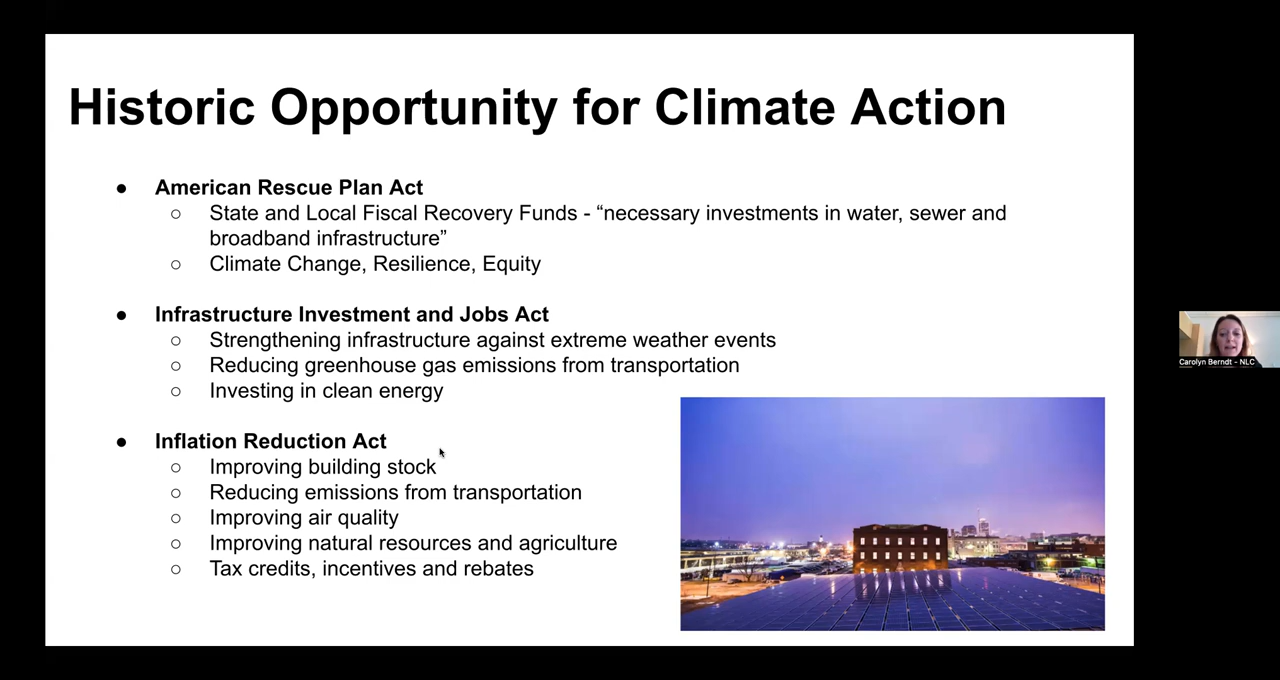 Historic Opportunity for Climate Action
● American Rescue Plan Act
○ State and Local Fiscal Recovery Funds - “necessary investments in water, sewer and
broadband infrastructure”
○ Climate Change, Resilience, Equity
● Infrastructure Investment and Jobs Act
○ Strengthening infrastructure against extreme weather events
○ Reducing greenhouse gas emissions from transportation
○ Investing in clean energy
● Inflation Reduction Act
○ Improving building stock
○ Reducing emissions from transportation
○ Improving air quality
○ Improving natural resources and agriculture
○ Tax credits, incentives and rebates
Carolyn Berndt - NLC